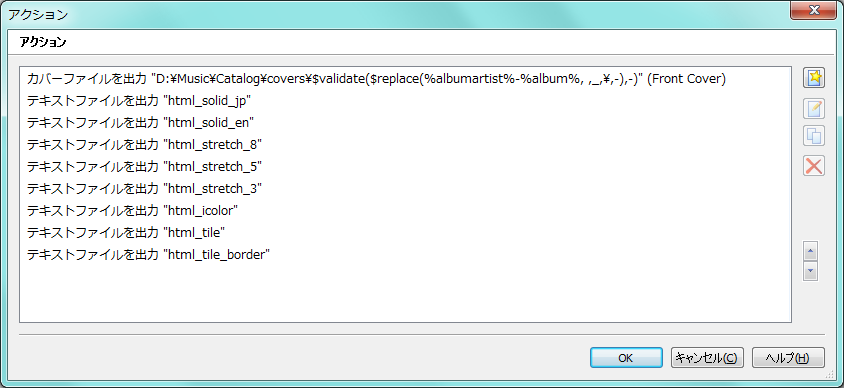 アクション
アクション
カバーファイルを出力 "D:¥Music¥Catalog¥covers¥$validate($replace(%albumartist%-%album%, ,_,¥,-),-)" (Front Cover)
テキストファイルを出力 "html_solid_jp"
テキストファイルを出力 "html_solid_en"
テキストファイルを出力 "html_stretch_8"
テキストファイルを出力 "html_stretch_5"
テキストファイルを出力 "html_stretch_3"
テキストファイルを出力 "html_icolor"
テキストファイルを出力 "html_tile"
テキストファイルを出力 "html_tile_border"
OK
キャンセル(C)
ヘルプ(H)